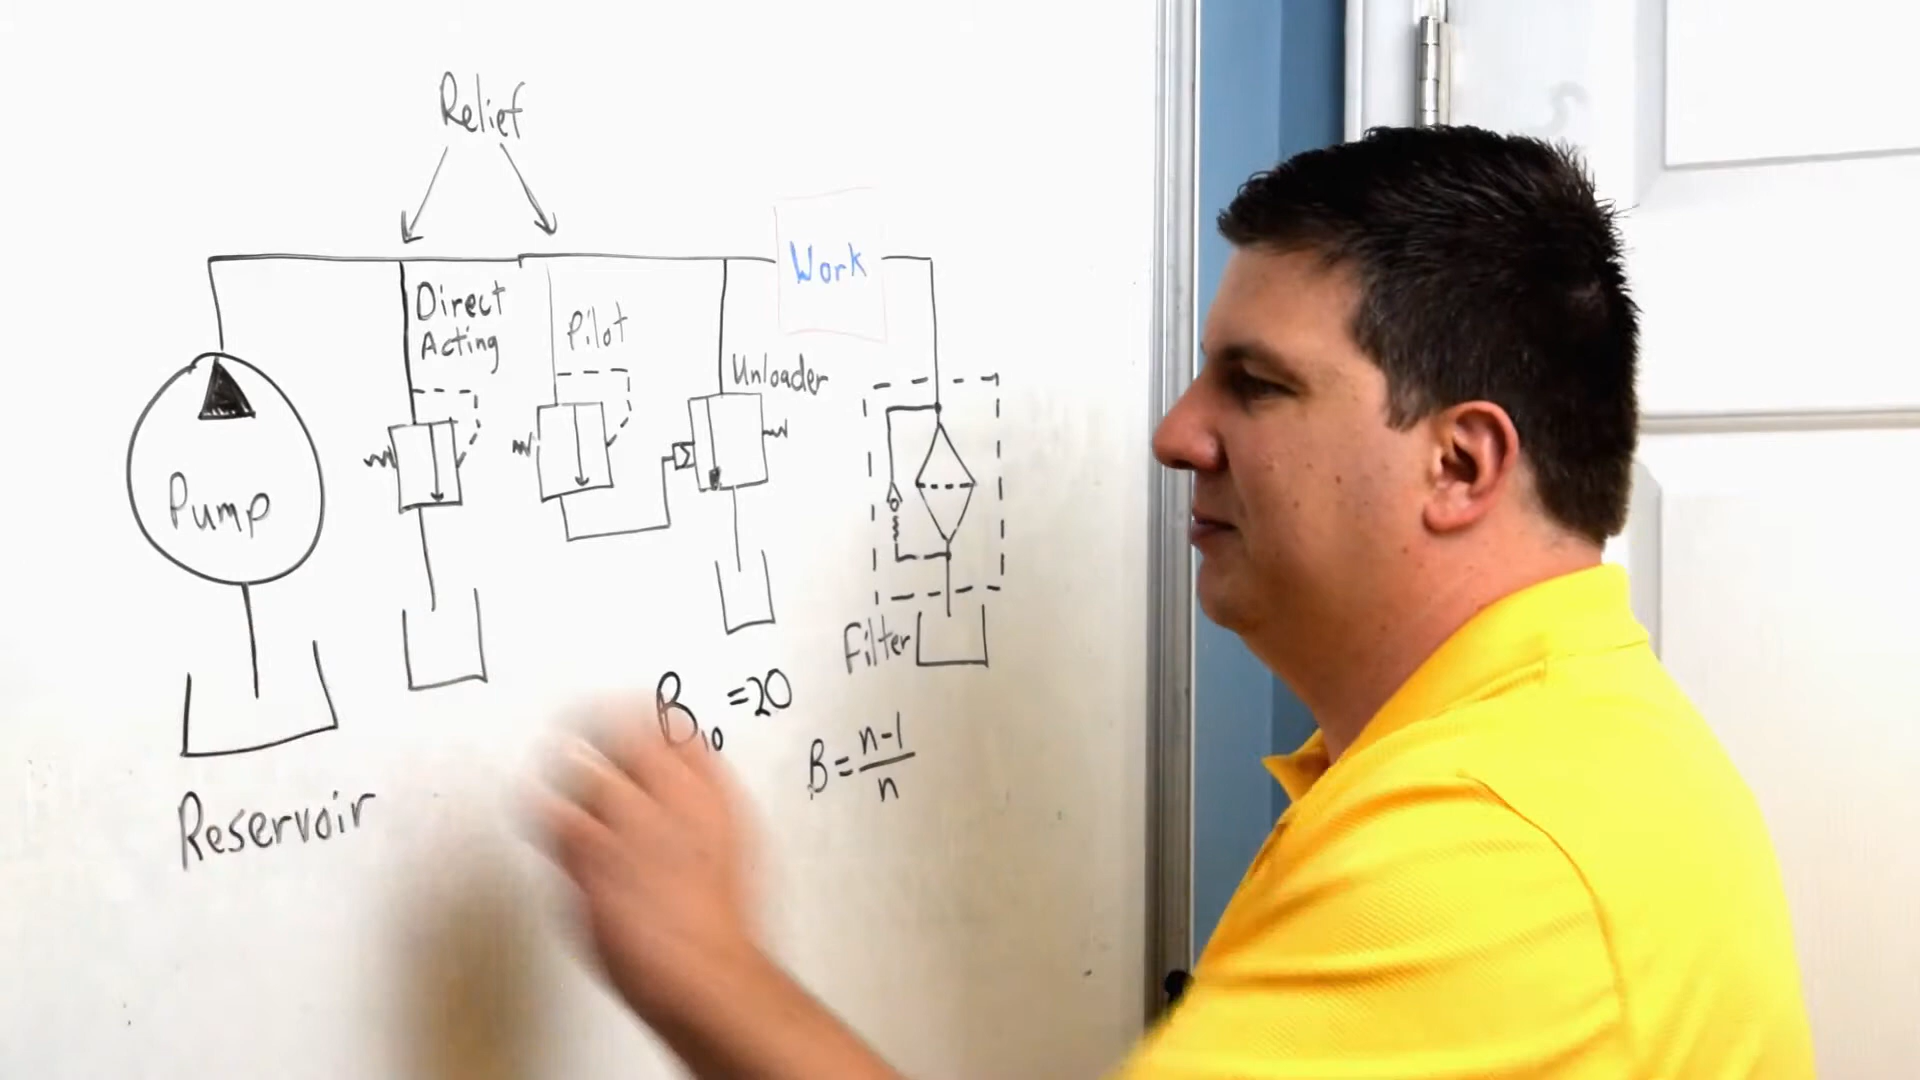 Relief
Direct
Acting
Pilot
Work
Unloader
Pump
Filter
Reservoir
B₁₀ = 20
B = (n-1)/n